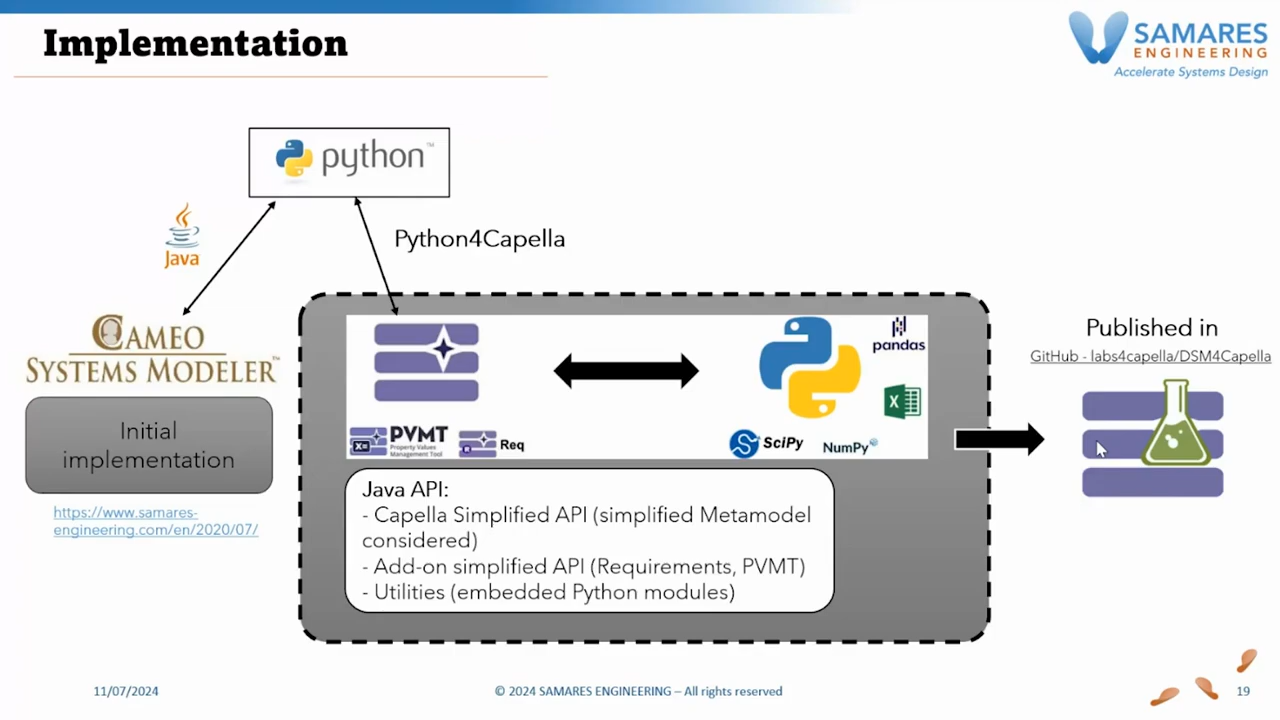 Implementation
SAMARES
ENGINEERING
Accelerate Systems Design
python™
Java
Python4Capella
CAMEO
SYSTEMS MODELER™
Initial
implementation
https://www.samares-
engineering.com/en/2020/07/
pandas
PVMT
Property Values
Management Tool
Req
SciPy
NumPy
Java API:
- Capella Simplified API (simplified Metamodel
considered)
- Add-on simplified API (Requirements, PVMT)
- Utilities (embedded Python modules)
Published in
GitHub - labs4capella/DSM4Capella
11/07/2024
© 2024 SAMARES ENGINEERING – All rights reserved
19